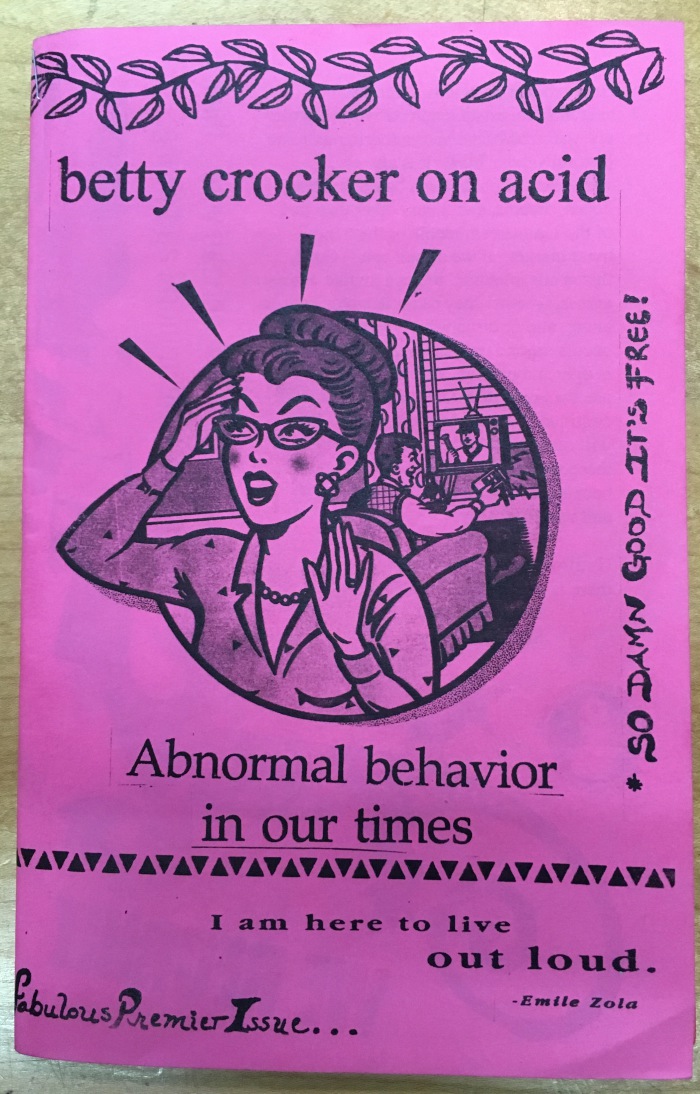 betty crocker on acid
* SO DAMN GOOD IT'S FREE!
Abnormal behavior
in our times
I am here to live
out loud.
-Emile Zola
Fabulous Premier Issue...